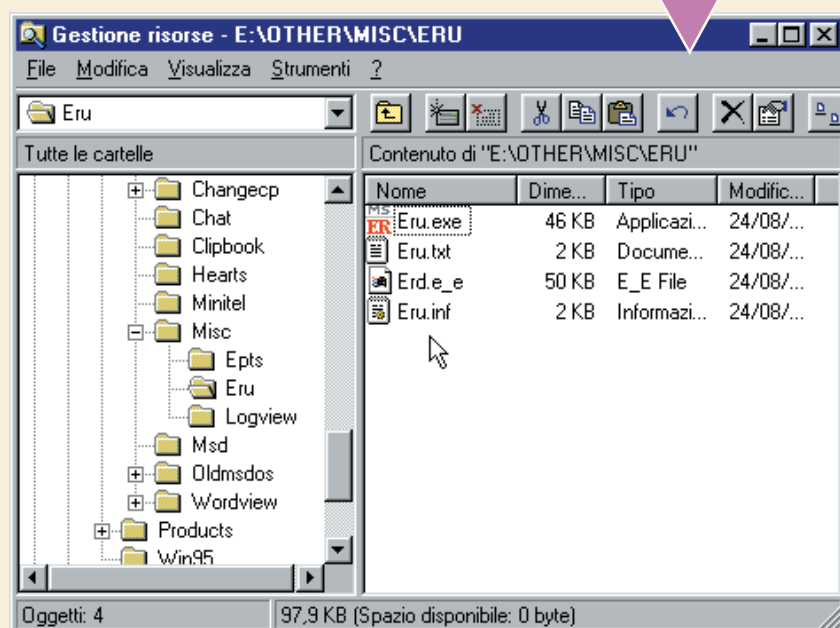 Gestione risorse - E:\OTHER\MISC\ERU
File Modifica Visualizza Strumenti ?
Eru
Tutte le cartelle
Contenuto di "E:\OTHER\MISC\ERU"
Changecp
Chat
Clipbook
Hearts
Minitel
Misc
Epts
Eru
Logview
Msd
Oldmsdos
Wordview
Products
Win95
Nome Dime... Tipo Modific...
MS ER Eru.exe 46 KB Applicazi... 24/08/...
Eru.txt 2 KB Docume... 24/08/...
Erd.e_e 50 KB E_E File 24/08/...
Eru.inf 2 KB Informazi... 24/08/...
Oggetti: 4
97,9 KB (Spazio disponibile: 0 byte)